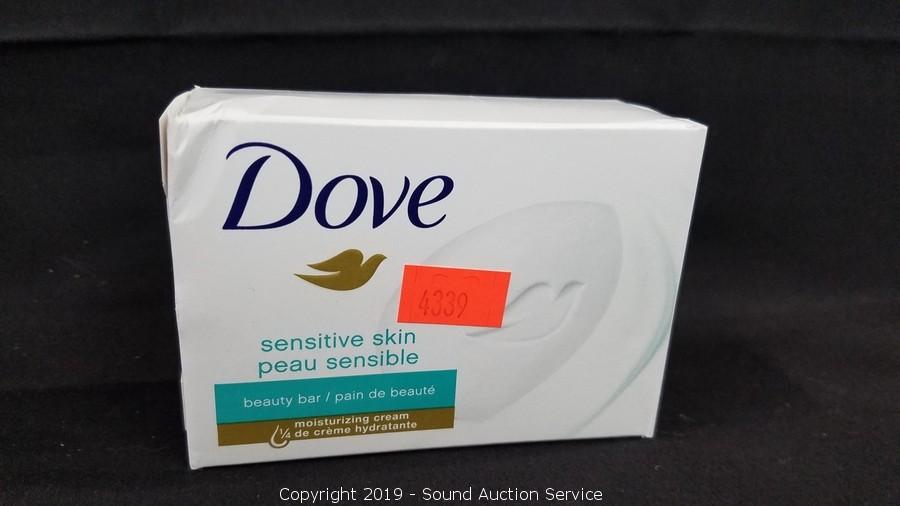 Dove
4339
sensitive skin
peau sensible
beauty bar / pain de beauté
moisturizing cream
¼ de crème hydratante
Copyright 2019 - Sound Auction Service